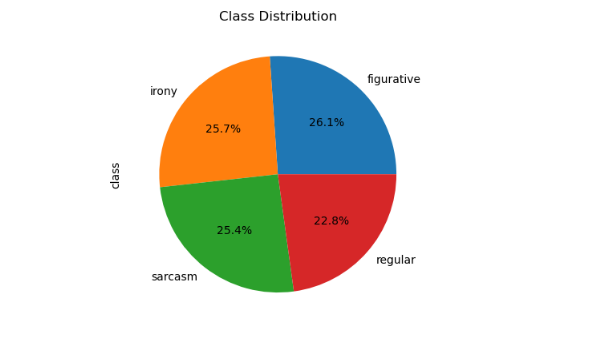 Class Distribution
figurative
irony
26.1%
25.7%
class
25.4%
22.8%
regular
sarcasm